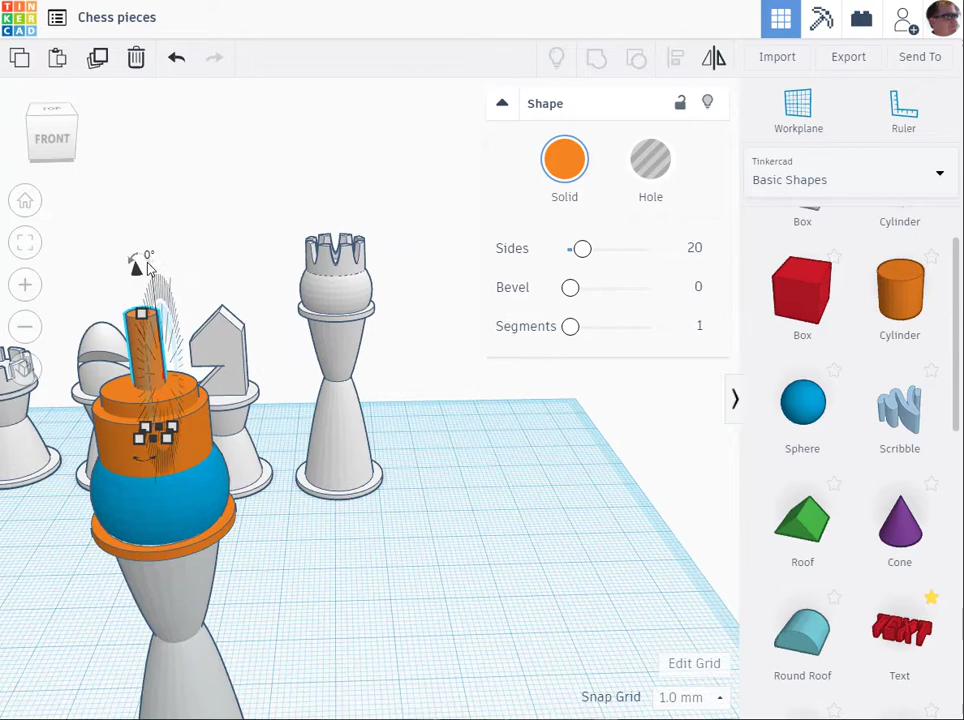 TIN
KER
CAD
Chess pieces
Import
Export
Send To
TOP
FRONT
Shape
Solid
Hole
Sides
20
Bevel
0
Segments
1
Workplane
Ruler
Tinkercad
Basic Shapes
Box
Cylinder
Box
Cylinder
Sphere
Scribble
Roof
Cone
TEXT
Round Roof
Text
0°
Edit Grid
Snap Grid
1.0 mm